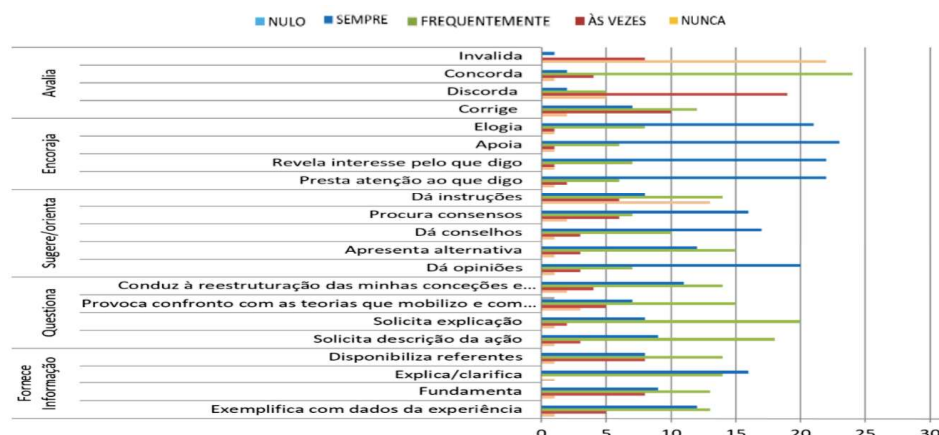 NULO SEMPRE FREQUENTEMENTE ÀS VEZES NUNCA
Avalia
Invalida
Concorda
Discorda
Corrige
Encoraja
Elogia
Apoia
Revela interesse pelo que digo
Presta atenção ao que digo
Sugere/orienta
Dá instruções
Procura consensos
Dá conselhos
Apresenta alternativa
Dá opiniões
Questiona
Conduz à reestruturação das minhas conceções e...
Provoca confronto com as teorias que mobilizo e com...
Solicita explicação
Solicita descrição da ação
Fornece
Informação
Disponibiliza referentes
Explica/clarifica
Fundamenta
Exemplifica com dados da experiência
0 5 10 15 20 25 30